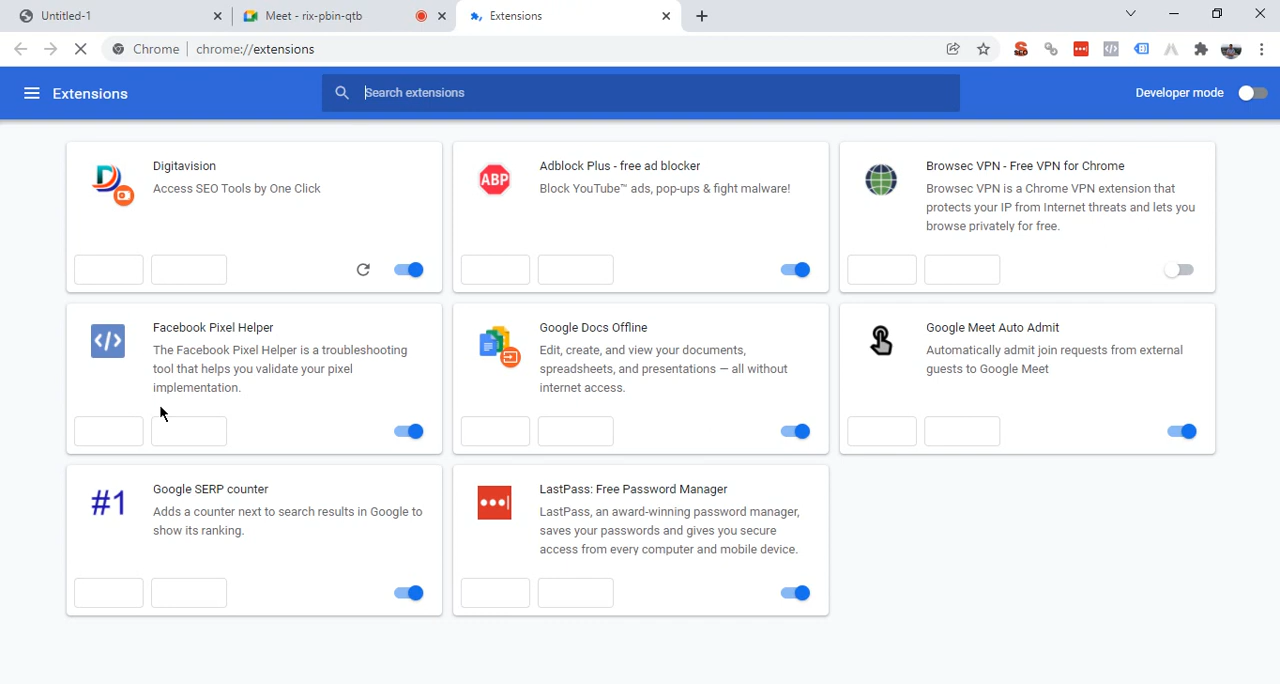 Untitled-1
Meet - rix-pbin-qtb
Extensions
Chrome
chrome://extensions
SEO
Extensions
Search extensions
Developer mode
Digitavision
Access SEO Tools by One Click
ABP
Adblock Plus - free ad blocker
Block YouTube™ ads, pop-ups & fight malware!
Browsec VPN - Free VPN for Chrome
Browsec VPN is a Chrome VPN extension that
protects your IP from Internet threats and lets you
browse privately for free.
</>
Facebook Pixel Helper
The Facebook Pixel Helper is a troubleshooting
tool that helps you validate your pixel
implementation.
Google Docs Offline
Edit, create, and view your documents,
spreadsheets, and presentations — all without
internet access.
Google Meet Auto Admit
Automatically admit join requests from external
guests to Google Meet
#1
Google SERP counter
Adds a counter next to search results in Google to
show its ranking.
LastPass: Free Password Manager
LastPass, an award-winning password manager,
saves your passwords and gives you secure
access from every computer and mobile device.